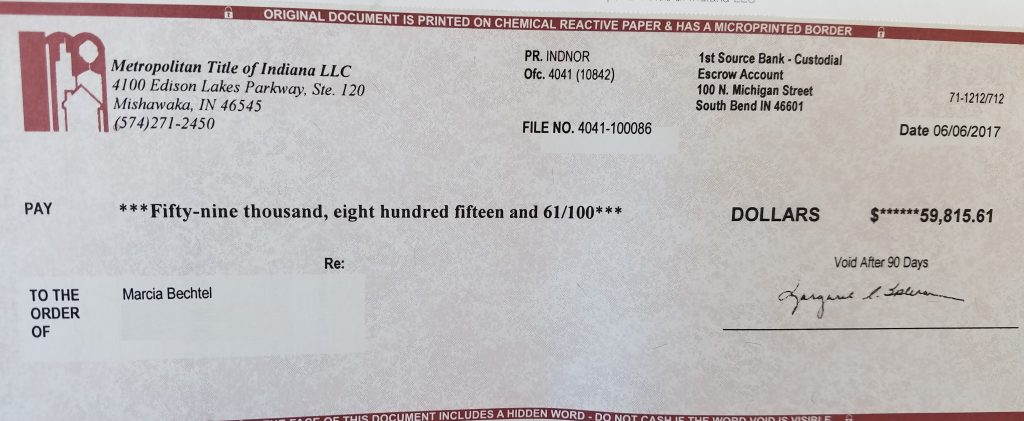 ORIGINAL DOCUMENT IS PRINTED ON CHEMICAL REACTIVE PAPER & HAS A MICROPRINTED BORDER
Metropolitan Title of Indiana LLC
4100 Edison Lakes Parkway, Ste. 120
Mishawaka, IN 46545
(574)271-2450
PR. INDNOR
Ofc. 4041 (10842)
FILE NO. 4041-100086
1st Source Bank - Custodial
Escrow Account
100 N. Michigan Street
South Bend IN 46601
71-1212/712
Date 06/06/2017
PAY ***Fifty-nine thousand, eight hundred fifteen and 61/100*** DOLLARS $******59,815.61
Re:
Void After 90 Days
TO THE
ORDER
OF
Marcia Bechtel
OF THIS DOCUMENT INCLUDES A HIDDEN WORD - DO NOT CASH IF THE WORD VOID IS VISIBLE